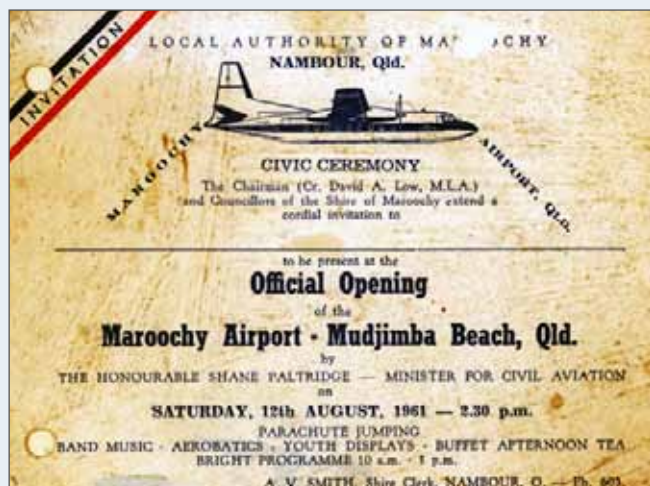 INVITATION
LOCAL AUTHORITY OF MA OCHY
NAMBOUR, Qld.
MAROOCHY AIRPORT, QLD.
CIVIC CEREMONY
The Chairman (Cr. David A. Low, M.L.A.)
and Councillors of the Shire of Maroochy extend a
cordial invitation to
to be present at the
Official Opening
of the
Maroochy Airport - Mudjimba Beach, Qld.
by
THE HONOURABLE SHANE PALTRIDGE — MINISTER FOR CIVIL AVIATION
on
SATURDAY, 12th AUGUST, 1961 — 2.30 p.m.
PARACHUTE JUMPING
BAND MUSIC - AEROBATICS - YOUTH DISPLAYS - BUFFET AFTERNOON TEA
BRIGHT PROGRAMME 10 a.m. - 5 p.m.
A. V. SMITH, Shire Clerk, NAMBOUR, Q. — Ph. 603.